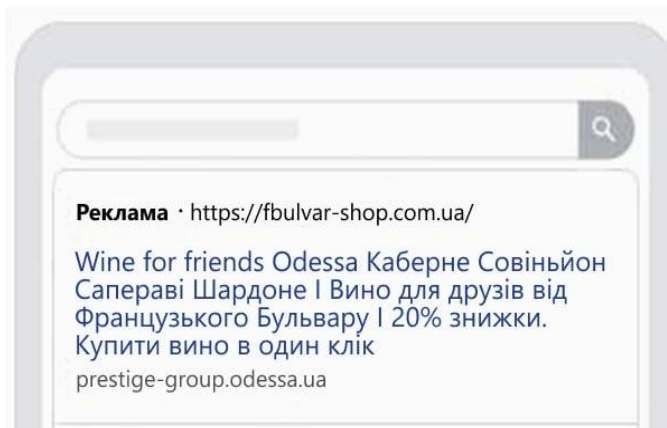 Реклама · https://fbulvar-shop.com.ua/
Wine for friends Odessa Каберне Совіньйон
Сапераві Шардоне І Вино для друзів від
Французького Бульвару І 20% знижки.
Купити вино в один клік
prestige-group.odessa.ua